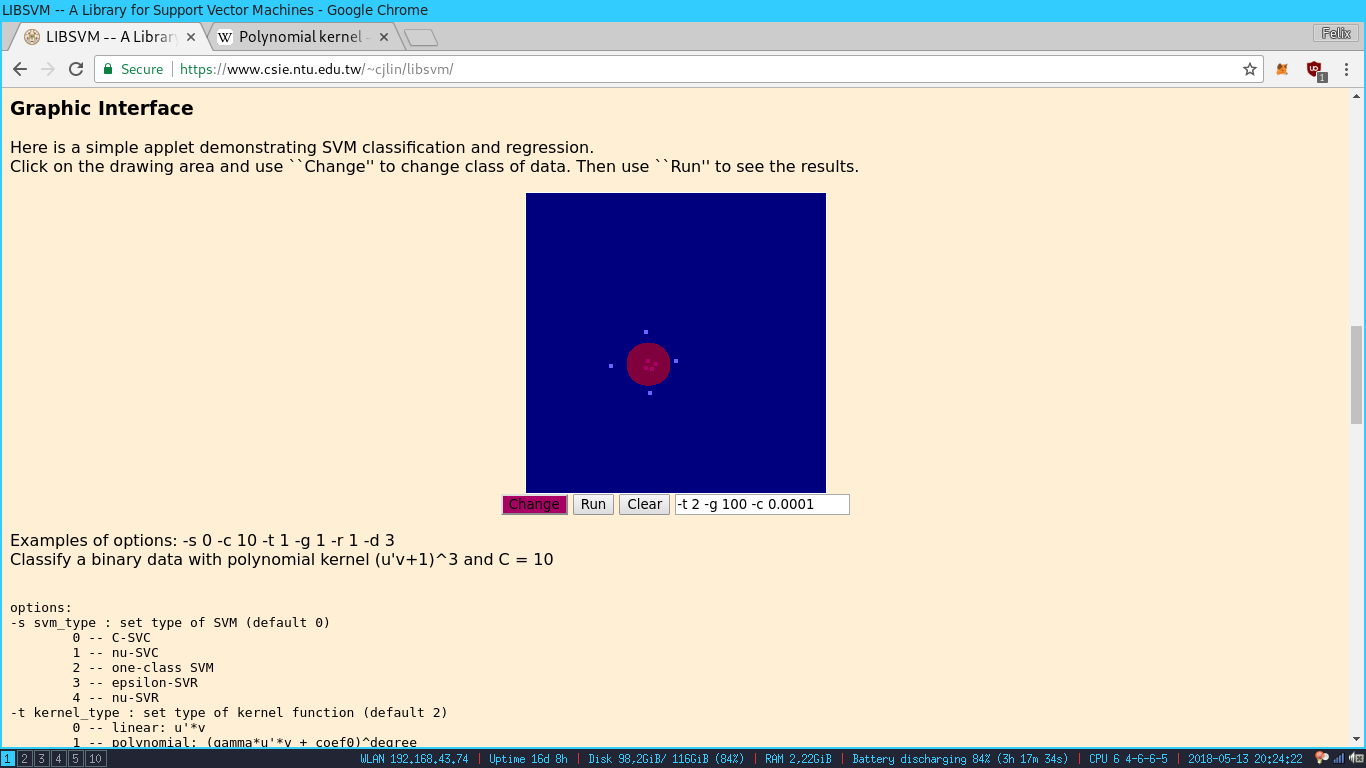 LIBSVM -- A Library for Support Vector Machines - Google Chrome
LIBSVM -- A Library
Polynomial kernel -
Felix
Secure
https://www.csie.ntu.edu.tw/~cjlin/libsvm/
1
Graphic Interface
Here is a simple applet demonstrating SVM classification and regression.
Click on the drawing area and use ``Change'' to change class of data. Then use ``Run'' to see the results.
Change Run Clear -t 2 -g 100 -c 0.0001
Examples of options: -s 0 -c 10 -t 1 -g 1 -r 1 -d 3
Classify a binary data with polynomial kernel (u'v+1)^3 and C = 10
options:
-s svm_type : set type of SVM (default 0)
0 -- C-SVC
1 -- nu-SVC
2 -- one-class SVM
3 -- epsilon-SVR
4 -- nu-SVR
-t kernel_type : set type of kernel function (default 2)
0 -- linear: u'*v
1 -- polynomial: (gamma*u'*v + coef0)^degree
1 2 3 4 5 10 WLAN 192.168.43.74 | Uptime 16d 8h | Disk 98,2GiB/ 116GiB (84%) | RAM 2,22GiB | Battery discharging 84% (3h 17m 34s) | CPU 6 4-6-6-5 | 2018-05-13 20:24:22